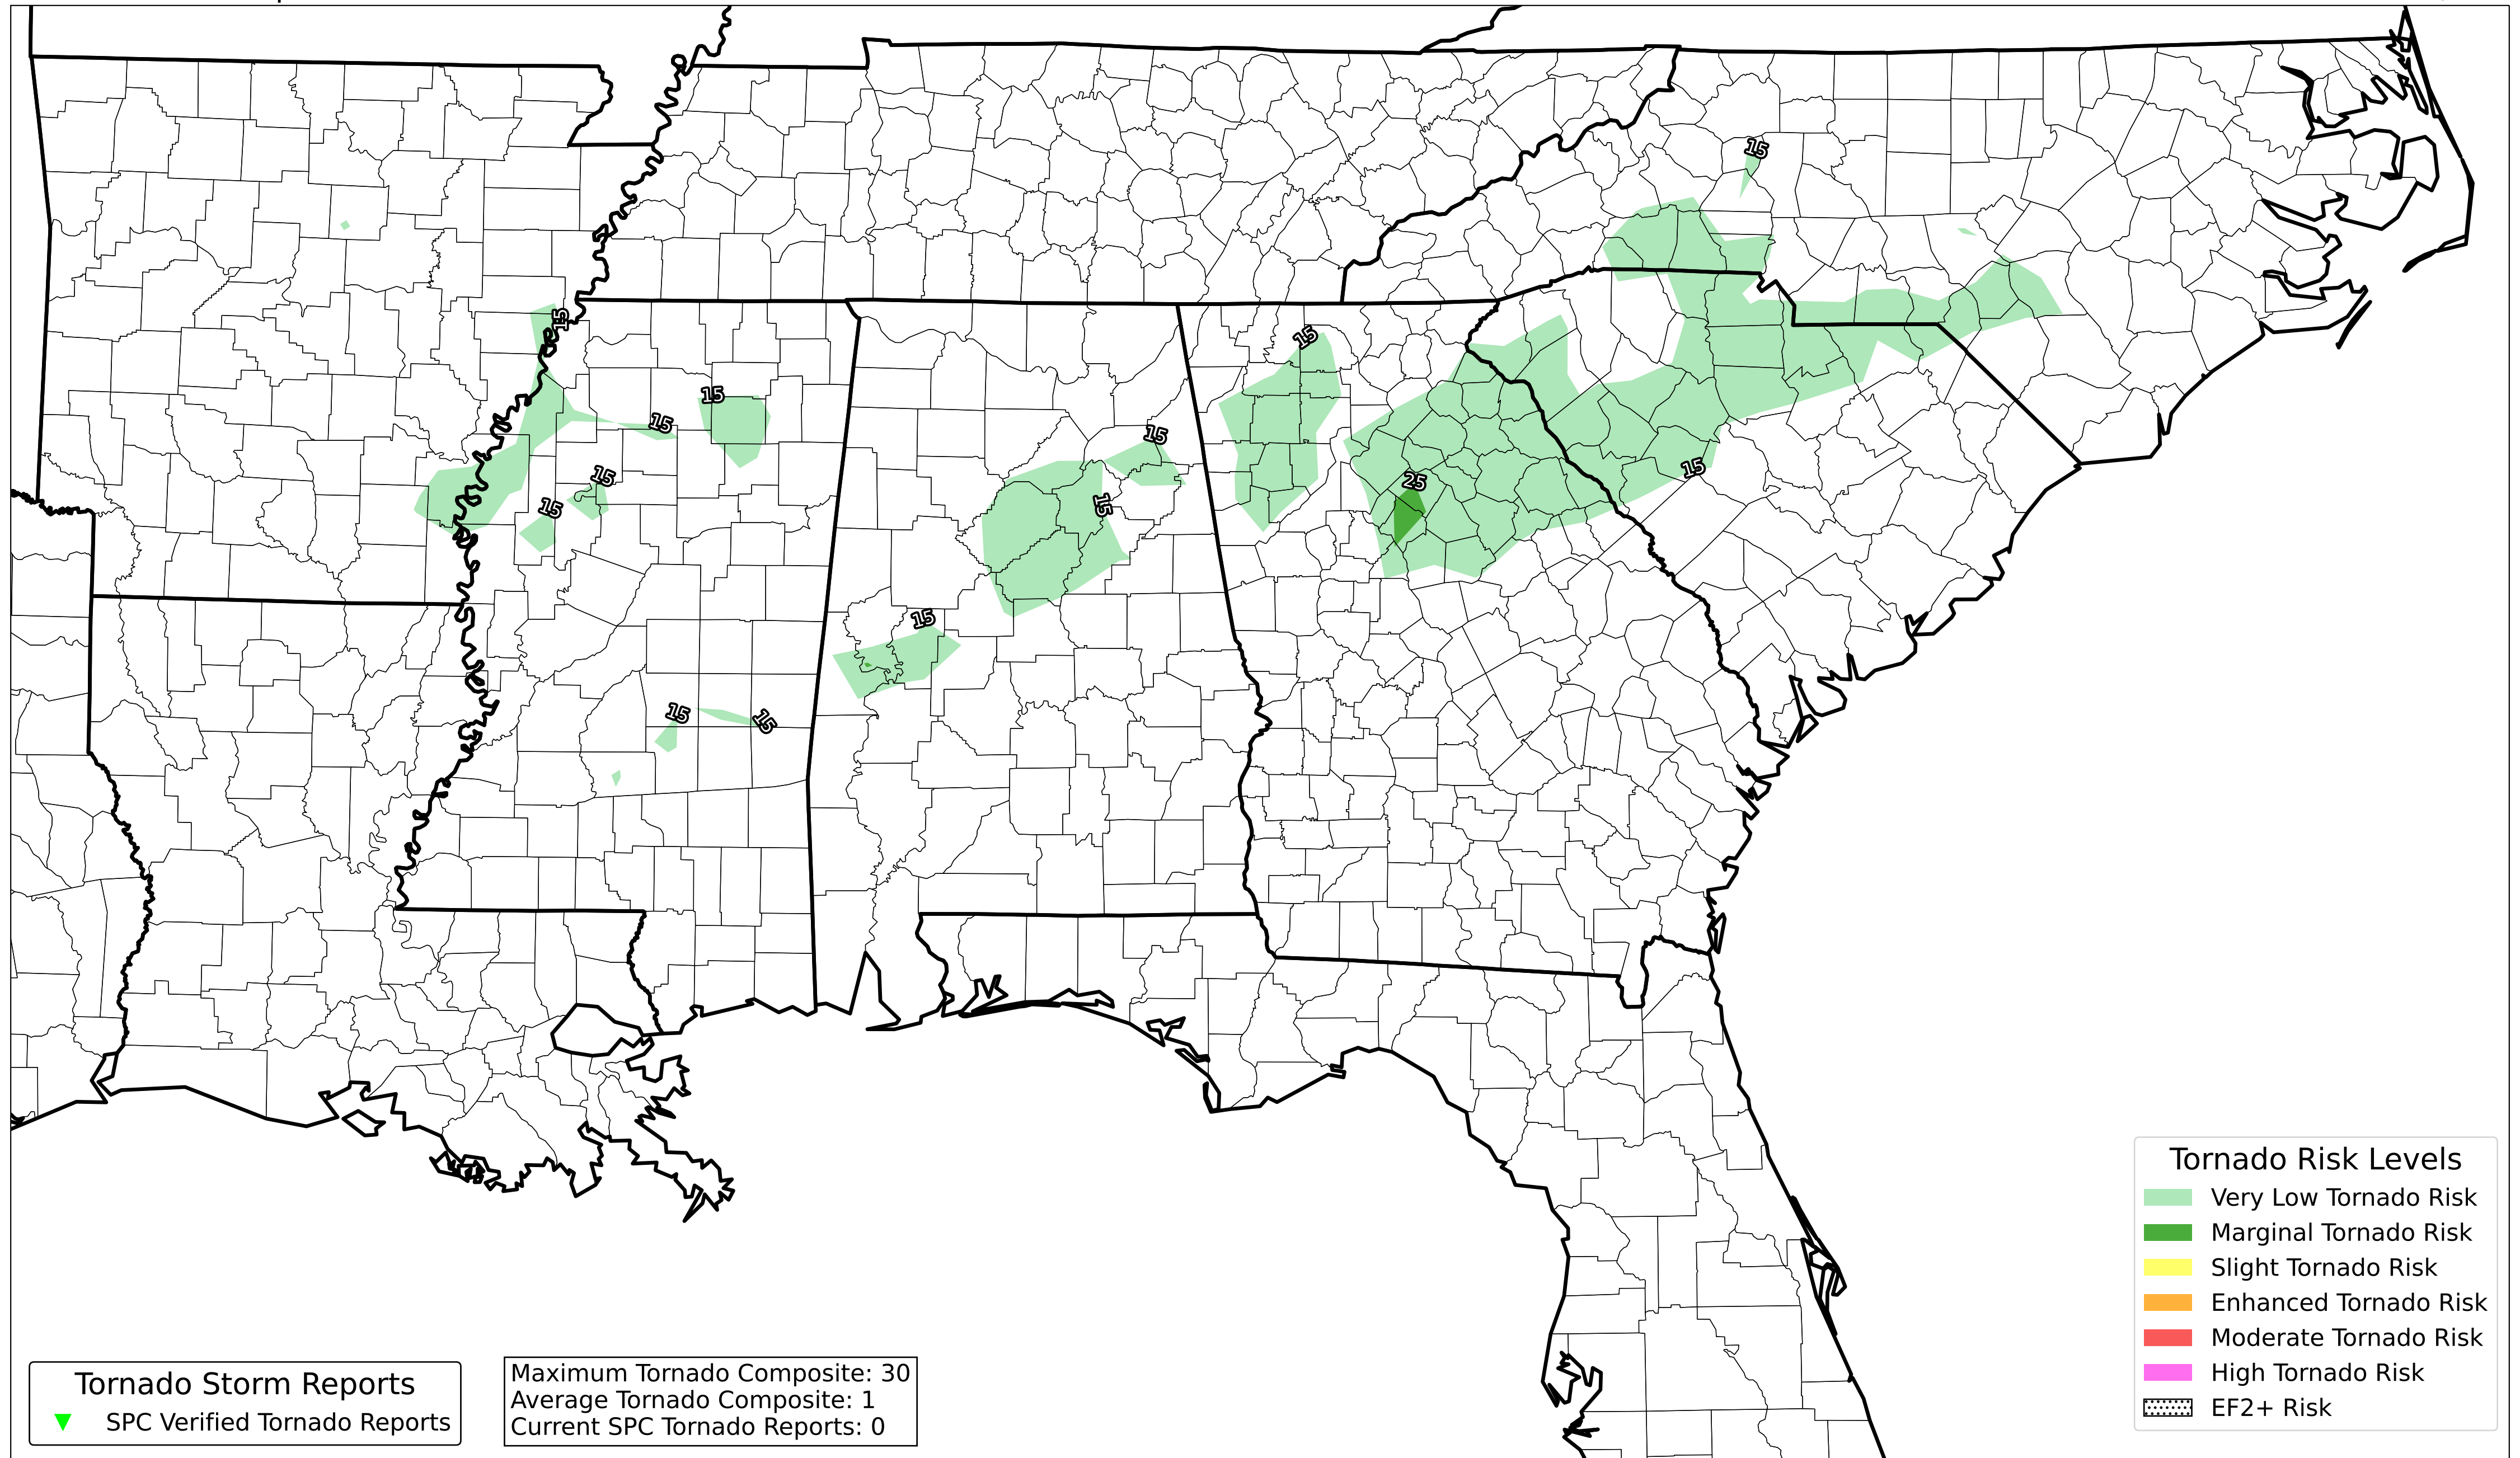 15
15
15
15
15
15
25
15
15
15
15
15
15
15
Tornado Risk Levels
Very Low Tornado Risk
Marginal Tornado Risk
Slight Tornado Risk
Enhanced Tornado Risk
Moderate Tornado Risk
High Tornado Risk
EF2+ Risk
Tornado Storm Reports
SPC Verified Tornado Reports
Maximum Tornado Composite: 30
Average Tornado Composite: 1
Current SPC Tornado Reports: 0